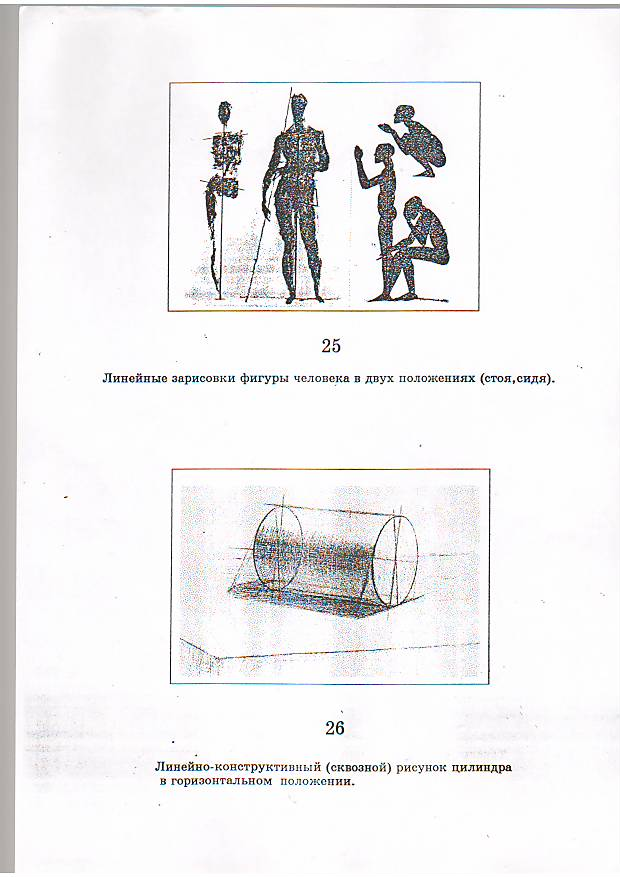 25
Линейные зарисовки фигуры человека в двух положениях (стоя,сидя).
26
Линейно-конструктивный (сквозной) рисунок цилиндра
в горизонтальном положении.